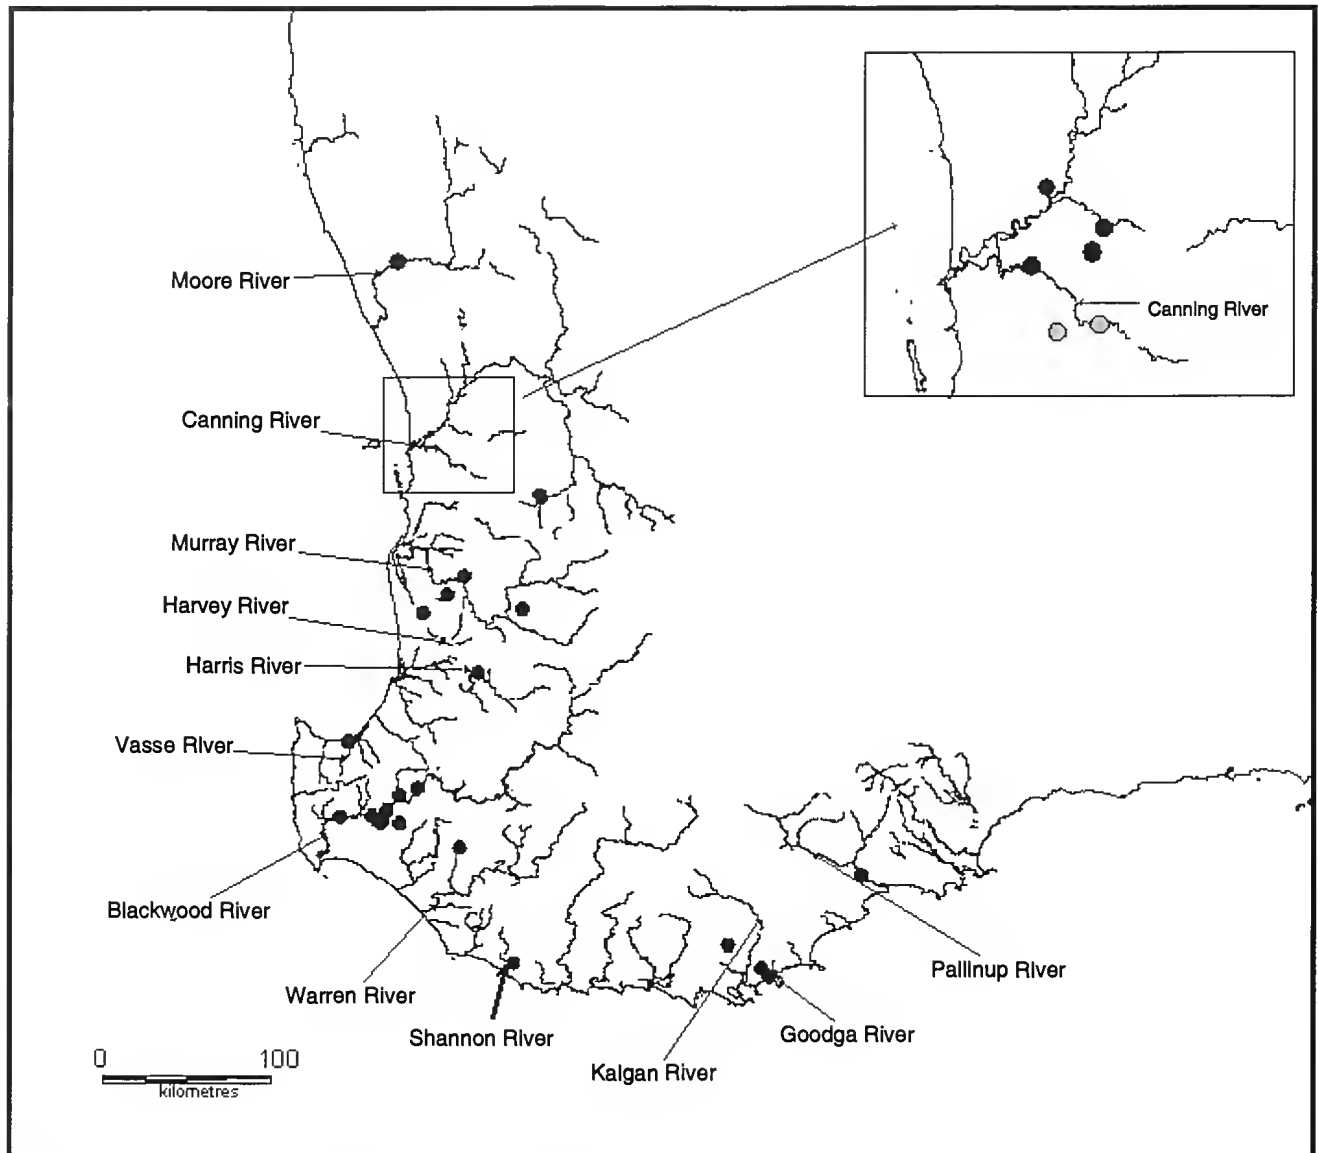 Moore River
Canning River
Canning River
Murray River
Harvey River
Harris River
Vasse River
Blackwood River
Warren River
Shannon River
Kalgan River
Goodga River
Pallinup River
0 100
kilometres